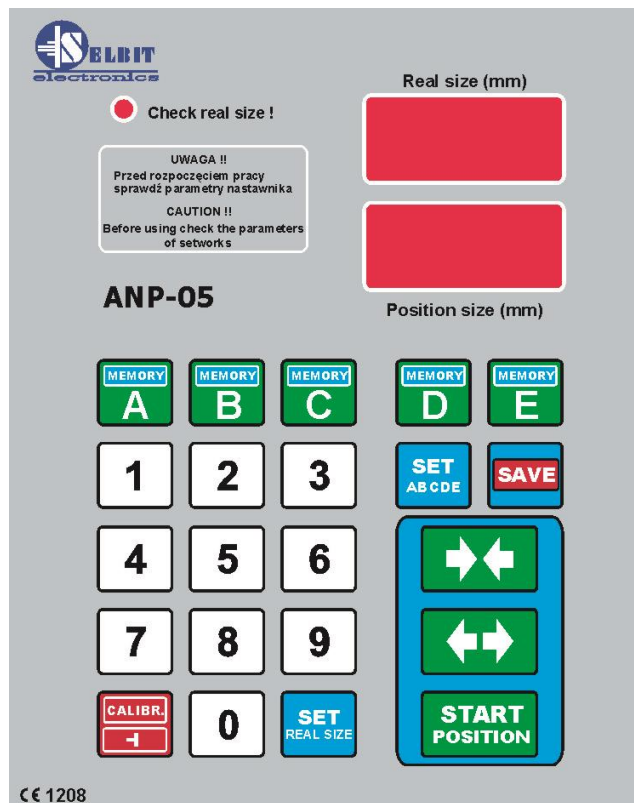 SELBIT
electronics
Real size (mm)
Check real size !
UWAGA !!
Przed rozpoczęciem pracy
sprawdź parametry nastawnika
CAUTION !!
Before using check the parameters
of setworks
ANP-05
Position size (mm)
MEMORY
A
MEMORY
B
MEMORY
C
MEMORY
D
MEMORY
E
1
2
3
SET
ABCDE
SAVE
4
5
6
7
8
9
CALIBR.
0
SET
REAL SIZE
START
POSITION
CE 1208